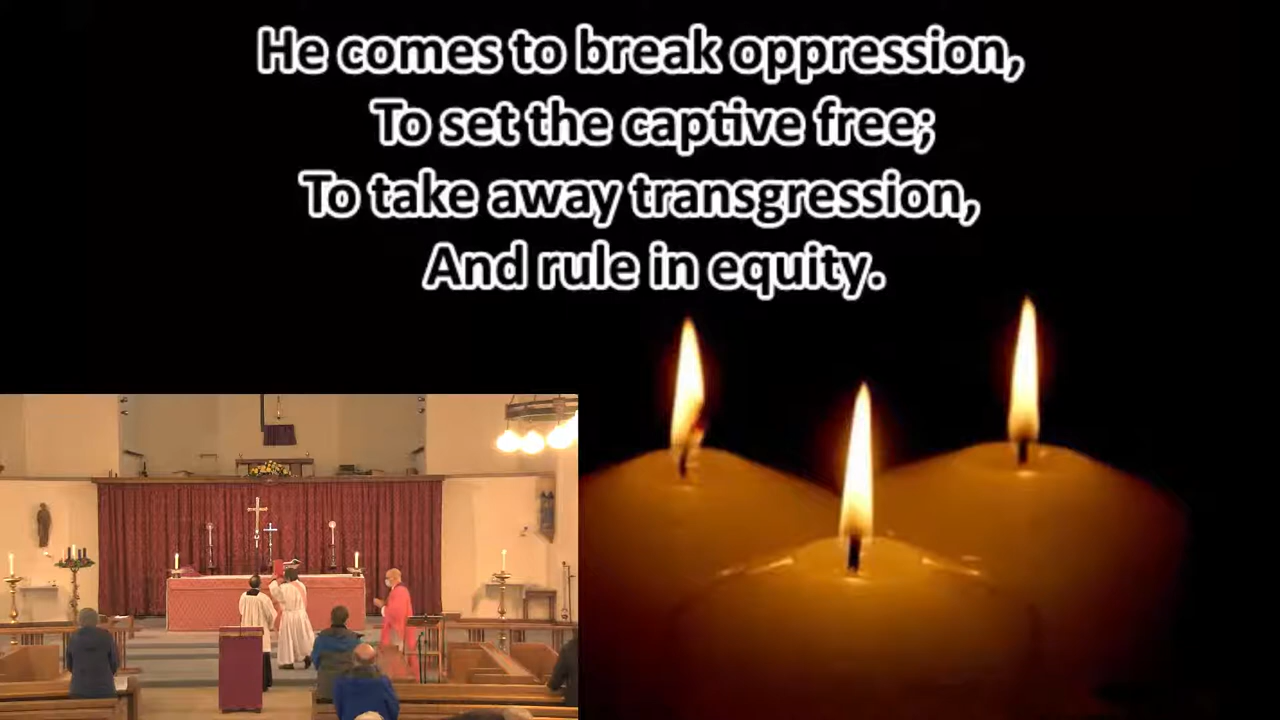 He comes to break oppression,
To set the captive free;
To take away transgression,
And rule in equity.